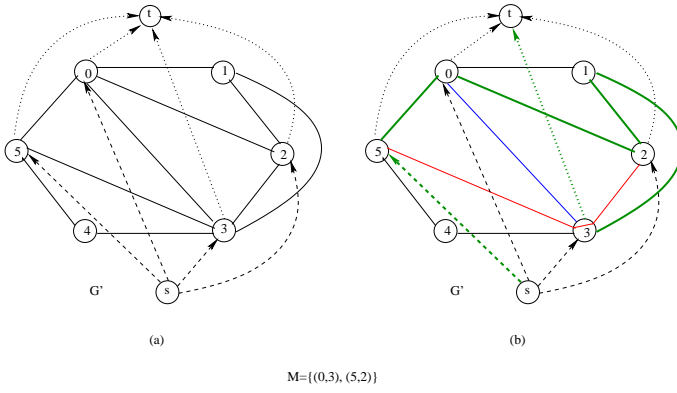 t t
0 1 0 1
5 2 5 2
4 3 4 3
G' s G' s
(a) (b)
M={(0,3), (5,2)}